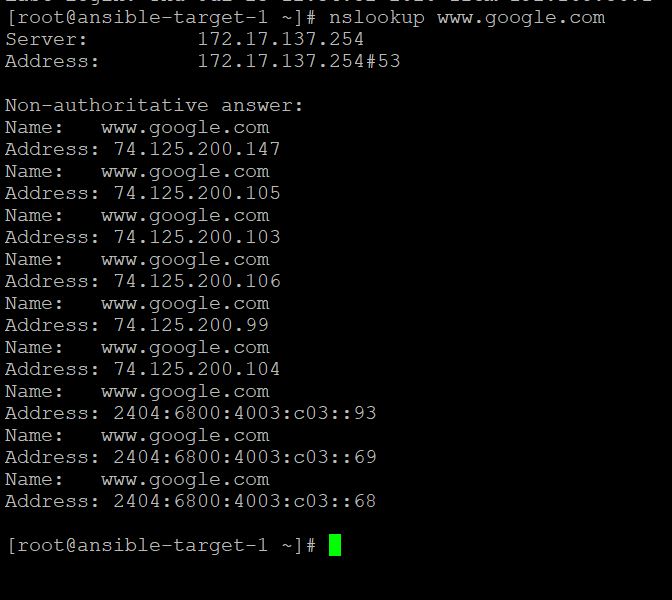 [root@ansible-target-1 ~]# nslookup www.google.com
Server:         172.17.137.254
Address:        172.17.137.254#53

Non-authoritative answer:
Name:   www.google.com
Address: 74.125.200.147
Name:   www.google.com
Address: 74.125.200.105
Name:   www.google.com
Address: 74.125.200.103
Name:   www.google.com
Address: 74.125.200.106
Name:   www.google.com
Address: 74.125.200.99
Name:   www.google.com
Address: 74.125.200.104
Name:   www.google.com
Address: 2404:6800:4003:c03::93
Name:   www.google.com
Address: 2404:6800:4003:c03::69
Name:   www.google.com
Address: 2404:6800:4003:c03::68

[root@ansible-target-1 ~]#